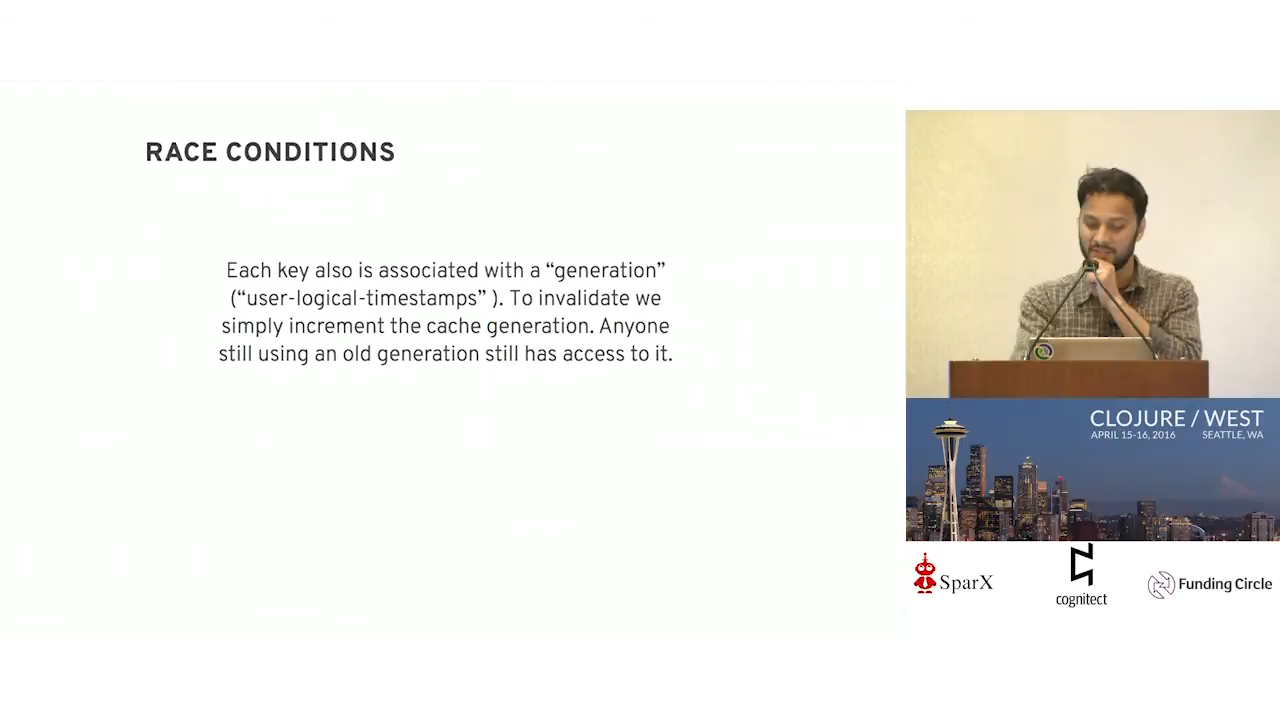 RACE CONDITIONS
Each key also is associated with a “generation”
(“user-logical-timestamps” ). To invalidate we
simply increment the cache generation. Anyone
still using an old generation still has access to it.
CLOJURE / WEST
APRIL 15-16, 2016 SEATTLE, WA
SparX
cognitect
Funding Circle